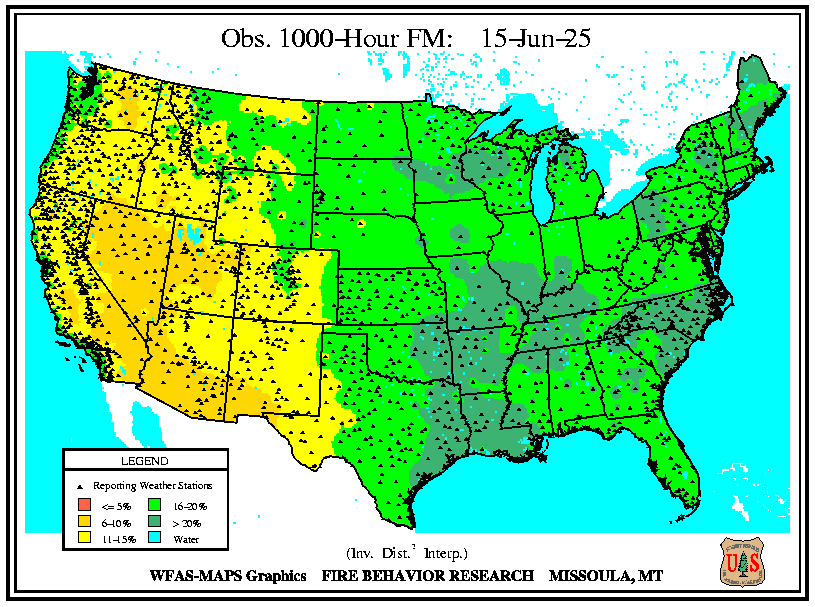 Obs. 1000-Hour FM: 15-Jun-25
LEGEND
Reporting Weather Stations
<= 5%
16-20%
6-10%
> 20%
11-15%
Water
(Inv. Dist.² Interp.)
WFAS-MAPS Graphics FIRE BEHAVIOR RESEARCH MISSOULA, MT
U S